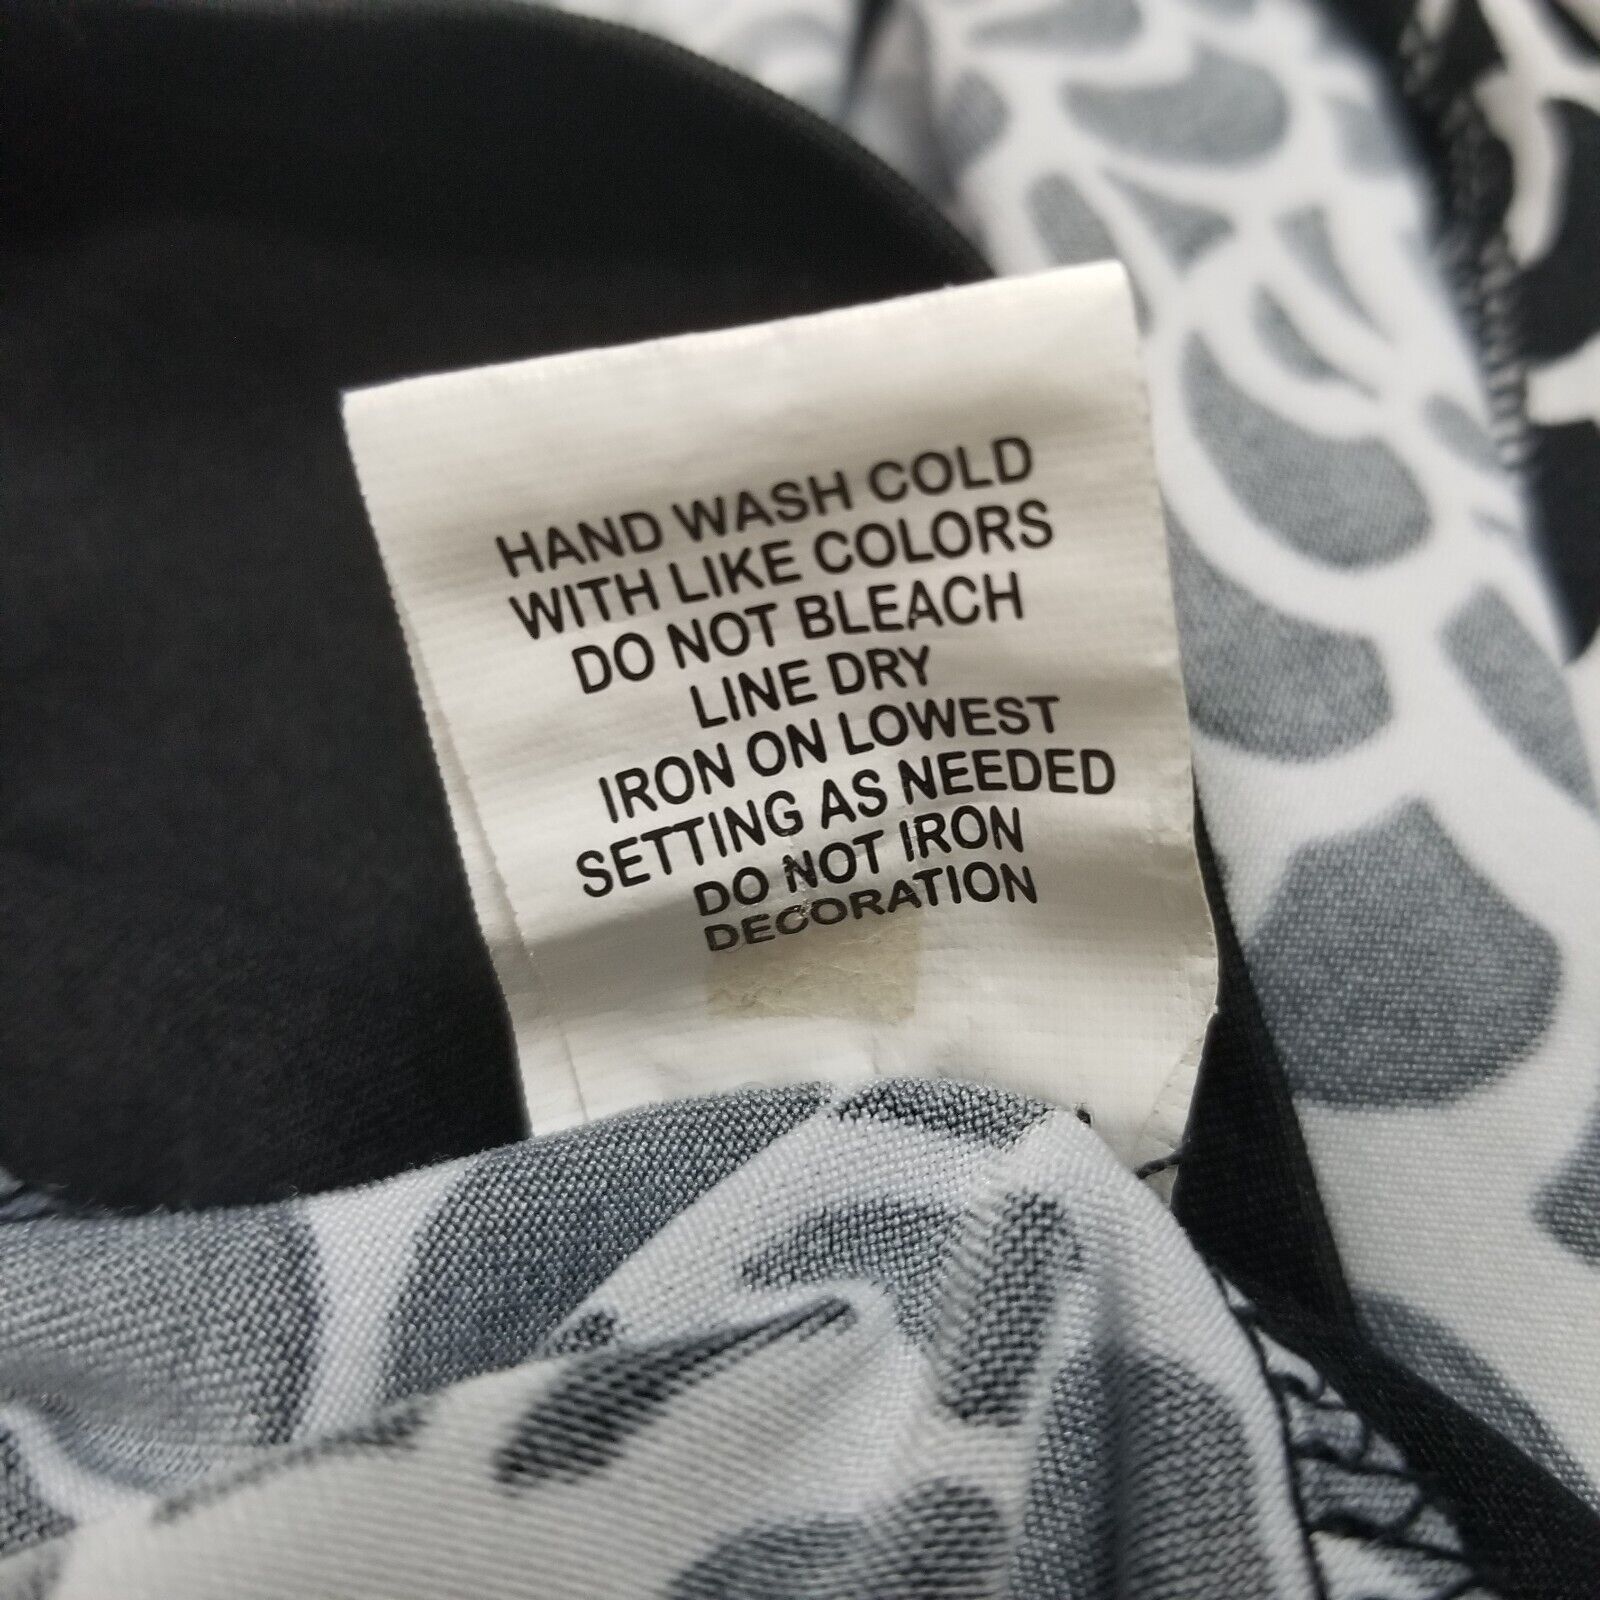 HAND WASH COLD
WITH LIKE COLORS
DO NOT BLEACH
LINE DRY
IRON ON LOWEST
SETTING AS NEEDED
DO NOT IRON
DECORATION